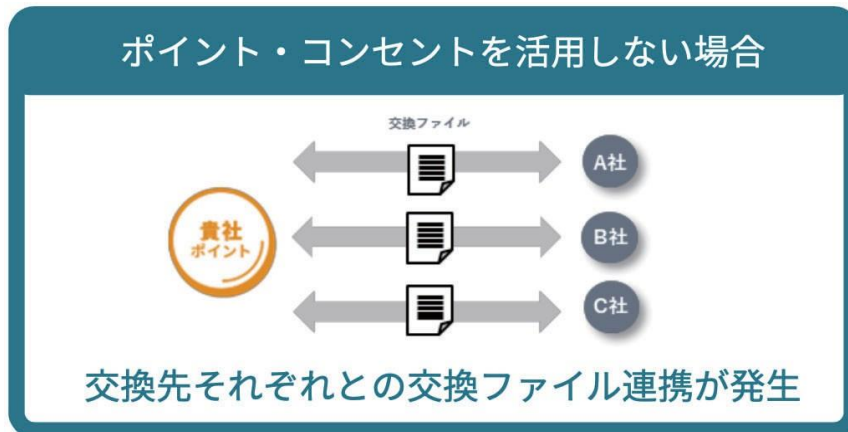 ポイント・コンセントを活用しない場合
交換ファイル
A社
貴社
ポイント
B社
C社
交換先それぞれとの交換ファイル連携が発生